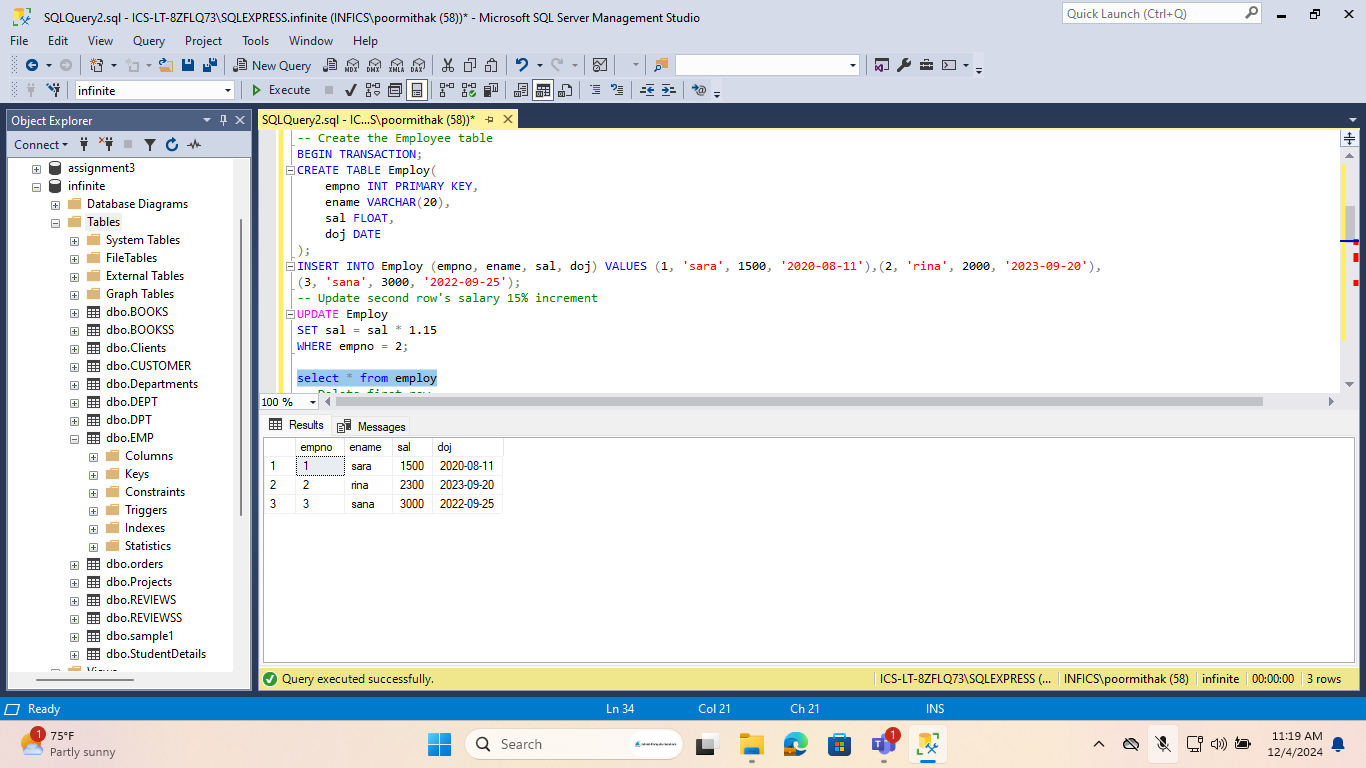 SQLQuery2.sql - ICS-LT-8ZFLQ73\SQLEXPRESS.infinite (INFICS\poormithak (58))* - Microsoft SQL Server Management Studio
Quick Launch (Ctrl+Q)
File Edit View Query Project Tools Window Help
New Query MDX DMX XMLA DAX
infinite Execute
Object Explorer
Connect
assignment3
infinite
Database Diagrams
Tables
System Tables
FileTables
External Tables
Graph Tables
dbo.BOOKS
dbo.BOOKSS
dbo.Clients
dbo.CUSTOMER
dbo.Departments
dbo.DEPT
dbo.DPT
dbo.EMP
Columns
Keys
Constraints
Triggers
Indexes
Statistics
dbo.orders
dbo.Projects
dbo.REVIEWS
dbo.REVIEWSS
dbo.sample1
dbo.StudentDetails
Views
SQLQuery2.sql - IC...S\poormithak (58))*
-- Create the Employee table
BEGIN TRANSACTION;
CREATE TABLE Employ(
empno INT PRIMARY KEY,
ename VARCHAR(20),
sal FLOAT,
doj DATE
);
INSERT INTO Employ (empno, ename, sal, doj) VALUES (1, 'sara', 1500, '2020-08-11'),(2, 'rina', 2000, '2023-09-20'),
(3, 'sana', 3000, '2022-09-25');
-- Update second row's salary 15% increment
UPDATE Employ
SET sal = sal * 1.15
WHERE empno = 2;
select * from employ
-- Delete first row
100 %
Results Messages
empno ename sal doj
1 1 sara 1500 2020-08-11
2 2 rina 2300 2023-09-20
3 3 sana 3000 2022-09-25
Query executed successfully.
ICS-LT-8ZFLQ73\SQLEXPRESS (... INFICS\poormithak (58) infinite 00:00:00 3 rows
Ready Ln 34 Col 21 Ch 21 INS
1
75°F
Partly sunny
Search
1
11:19 AM
12/4/2024